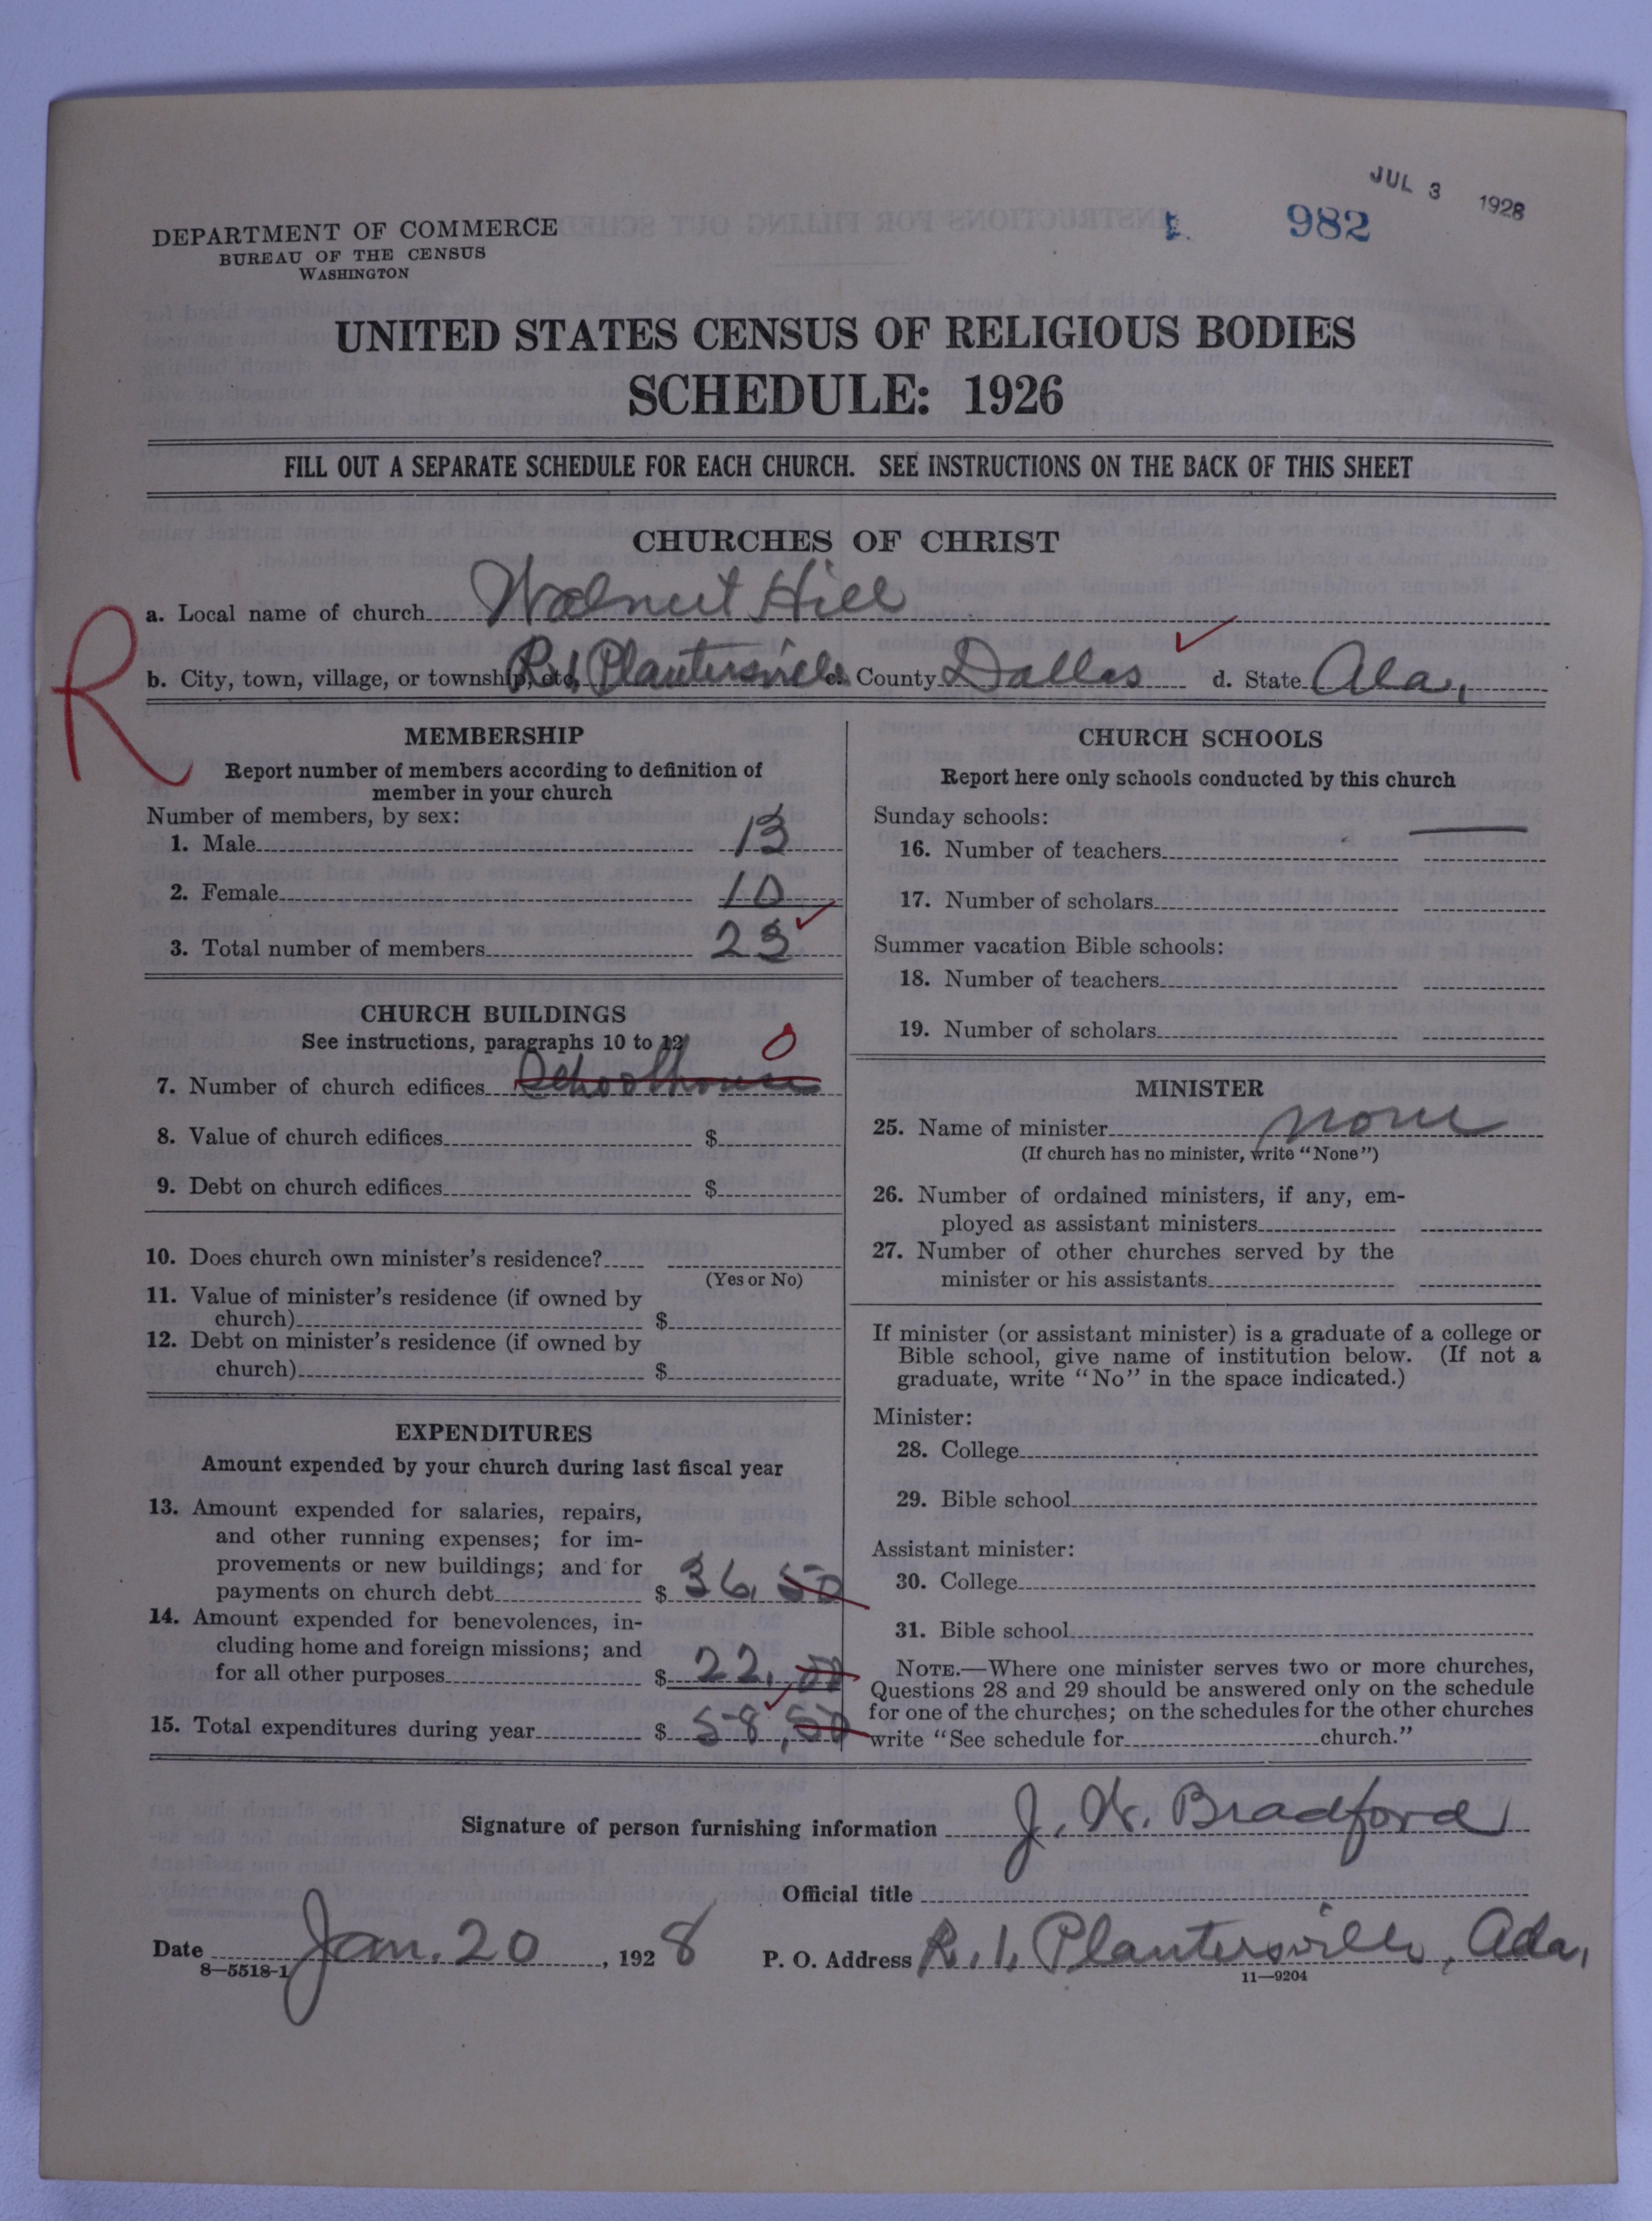 JUL 3 1928
982
DEPARTMENT OF COMMERCE
BUREAU OF THE CENSUS
WASHINGTON
UNITED STATES CENSUS OF RELIGIOUS BODIES
SCHEDULE: 1926
FILL OUT A SEPARATE SCHEDULE FOR EACH CHURCH. SEE INSTRUCTIONS ON THE BACK OF THIS SHEET
CHURCHES OF CHRIST
R
a. Local name of church Walnut Hill
b. City, town, village, or township, etc. R. 1, Plantersville c. County Dallas d. State Ala.
MEMBERSHIP
Report number of members according to definition of
member in your church
Number of members, by sex:
1. Male 13
2. Female 10
3. Total number of members 23
CHURCH BUILDINGS
See instructions, paragraphs 10 to 12
0
7. Number of church edifices Schoolhouse
8. Value of church edifices $
9. Debt on church edifices $
10. Does church own minister's residence?
(Yes or No)
11. Value of minister's residence (if owned by
church) $
12. Debt on minister's residence (if owned by
church) $
EXPENDITURES
Amount expended by your church during last fiscal year
13. Amount expended for salaries, repairs,
and other running expenses; for im-
provements or new buildings; and for
payments on church debt $ 36.50
14. Amount expended for benevolences, in-
cluding home and foreign missions; and
for all other purposes $ 22.00
15. Total expenditures during year $ 58,50
CHURCH SCHOOLS
Report here only schools conducted by this church
Sunday schools:
16. Number of teachers
17. Number of scholars
Summer vacation Bible schools:
18. Number of teachers
19. Number of scholars
MINISTER
25. Name of minister none
(If church has no minister, write "None")
26. Number of ordained ministers, if any, em-
ployed as assistant ministers
27. Number of other churches served by the
minister or his assistants
If minister (or assistant minister) is a graduate of a college or
Bible school, give name of institution below. (If not a
graduate, write "No" in the space indicated.)
Minister:
28. College
29. Bible school
Assistant minister:
30. College
31. Bible school
NOTE.—Where one minister serves two or more churches,
Questions 28 and 29 should be answered only on the schedule
for one of the churches; on the schedules for the other churches
write "See schedule for church."
Signature of person furnishing information J. W. Bradford
Official title
Date Jan. 20, 1928 P. O. Address R. 1, Plantersville, Ala,
8—5518-1
11—9204